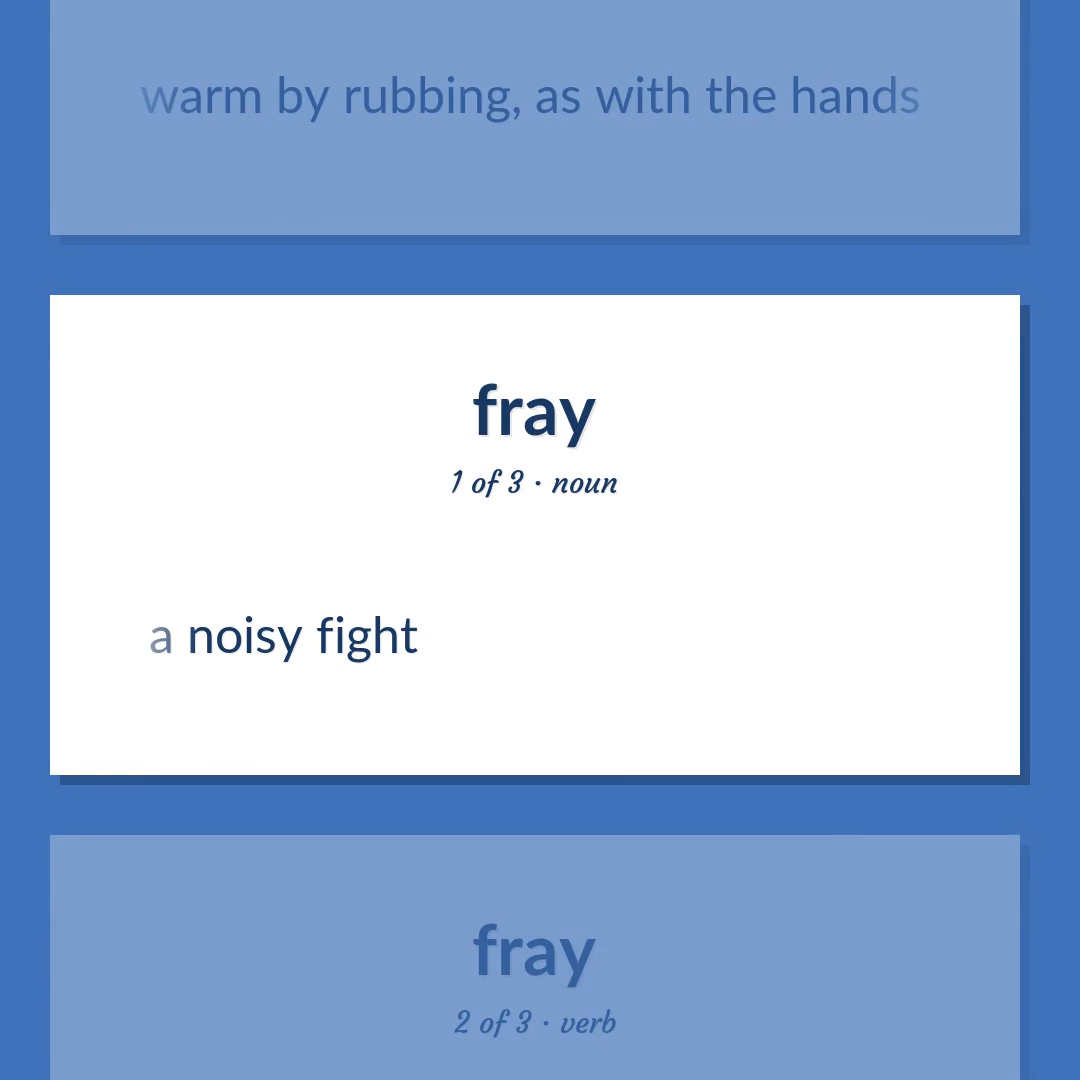 warm by rubbing, as with the hands
fray
1 of 3 · noun
a noisy fight
fray
2 of 3 · verb